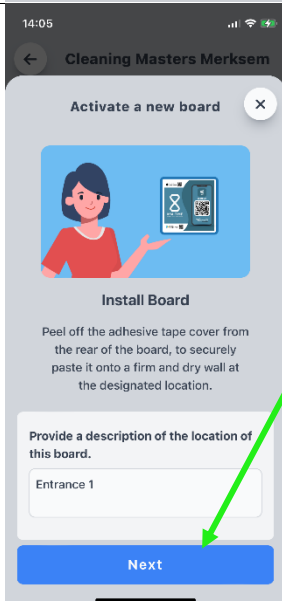 14:05
Cleaning Masters Merksem
Activate a new board
Install Board
Peel off the adhesive tape cover from
the rear of the board, to securely
paste it onto a firm and dry wall at
the designated location.
Provide a description of the location of
this board.
Entrance 1
Next